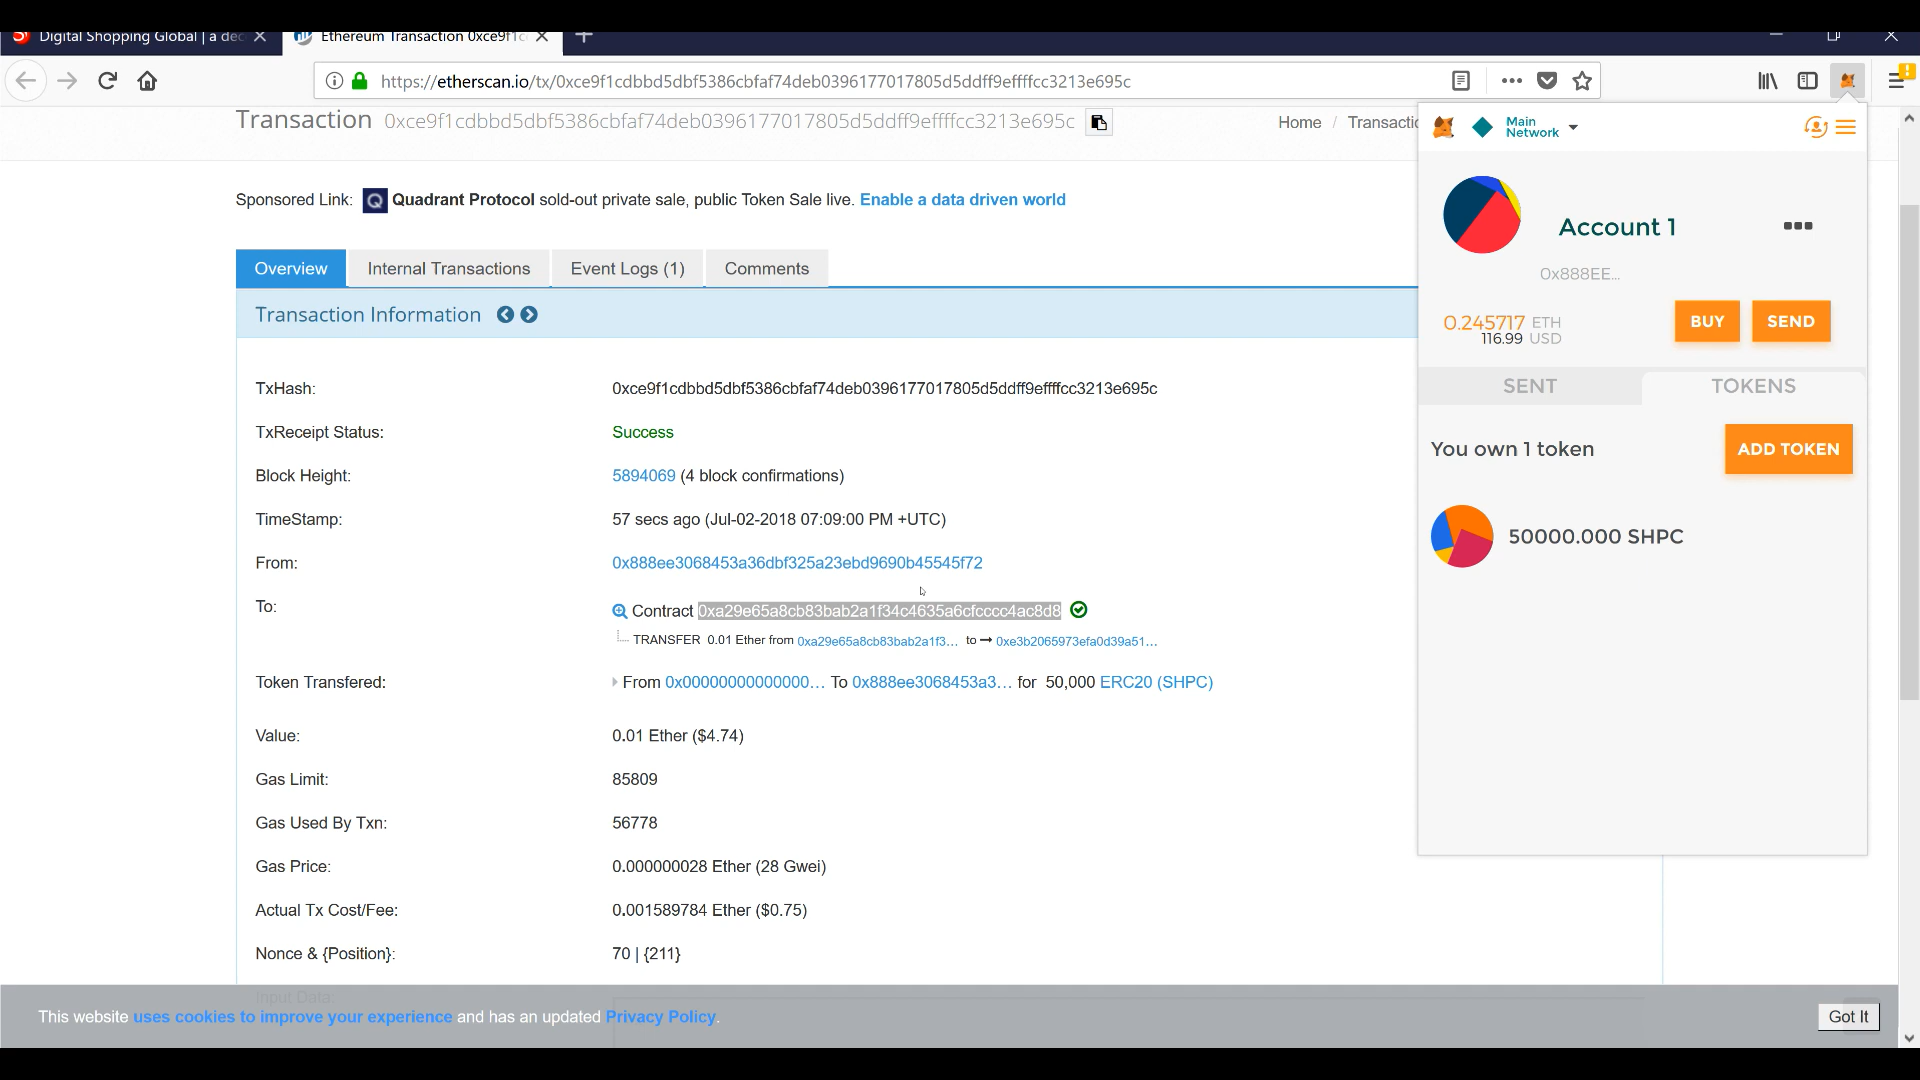 Digital Shopping Global | a dec
Ethereum Transaction 0xce9f1c
https://etherscan.io/tx/0xce9f1cdbbd5dbf5386cbfaf74deb0396177017805d5ddff9effffcc3213e695c
Transaction 0xce9f1cdbbd5dbf5386cbfaf74deb0396177017805d5ddff9effffcc3213e695c
Home / Transactic
Sponsored Link: Quadrant Protocol sold-out private sale, public Token Sale live. Enable a data driven world
Overview
Internal Transactions
Event Logs (1)
Comments
Transaction Information
TxHash: 0xce9f1cdbbd5dbf5386cbfaf74deb0396177017805d5ddff9effffcc3213e695c
TxReceipt Status: Success
Block Height: 5894069 (4 block confirmations)
TimeStamp: 57 secs ago (Jul-02-2018 07:09:00 PM +UTC)
From: 0x888ee3068453a36dbf325a23ebd9690b45545f72
To: Contract 0xa29e65a8cb83bab2a1f34c4635a6cfcccc4ac8d8
TRANSFER 0.01 Ether from 0xa29e65a8cb83bab2a1f3... to → 0xe3b2065973efa0d39a51...
Token Transfered: From 0x00000000000000... To 0x888ee3068453a3... for 50,000 ERC20 (SHPC)
Value: 0.01 Ether ($4.74)
Gas Limit: 85809
Gas Used By Txn: 56778
Gas Price: 0.000000028 Ether (28 Gwei)
Actual Tx Cost/Fee: 0.001589784 Ether ($0.75)
Nonce & {Position}: 70 | {211}
Input Data:
This website uses cookies to improve your experience and has an updated Privacy Policy.
Got It
Main
Network
Account 1
0x888EE...
0.245717 ETH
116.99 USD
BUY
SEND
SENT
TOKENS
You own 1 token
ADD TOKEN
50000.000 SHPC